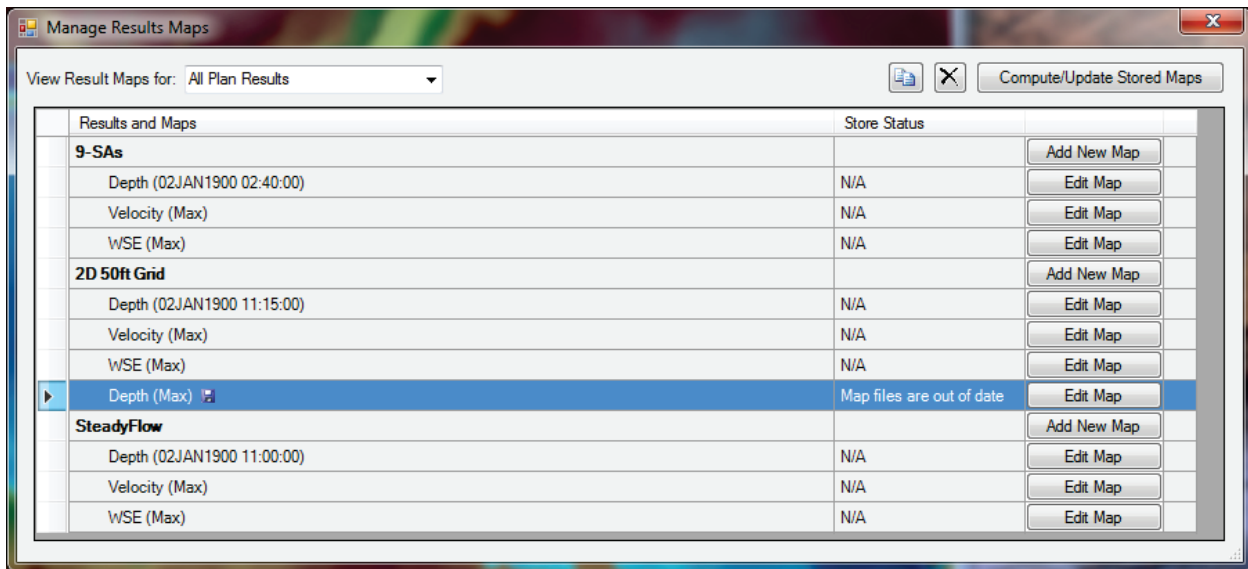 Manage Results Maps
View Result Maps for: All Plan Results Compute/Update Stored Maps
Results and Maps Store Status
9-SAs Add New Map
Depth (02JAN1900 02:40:00) N/A Edit Map
Velocity (Max) N/A Edit Map
WSE (Max) N/A Edit Map
2D 50ft Grid Add New Map
Depth (02JAN1900 11:15:00) N/A Edit Map
Velocity (Max) N/A Edit Map
WSE (Max) N/A Edit Map
Depth (Max) Map files are out of date Edit Map
SteadyFlow Add New Map
Depth (02JAN1900 11:00:00) N/A Edit Map
Velocity (Max) N/A Edit Map
WSE (Max) N/A Edit Map